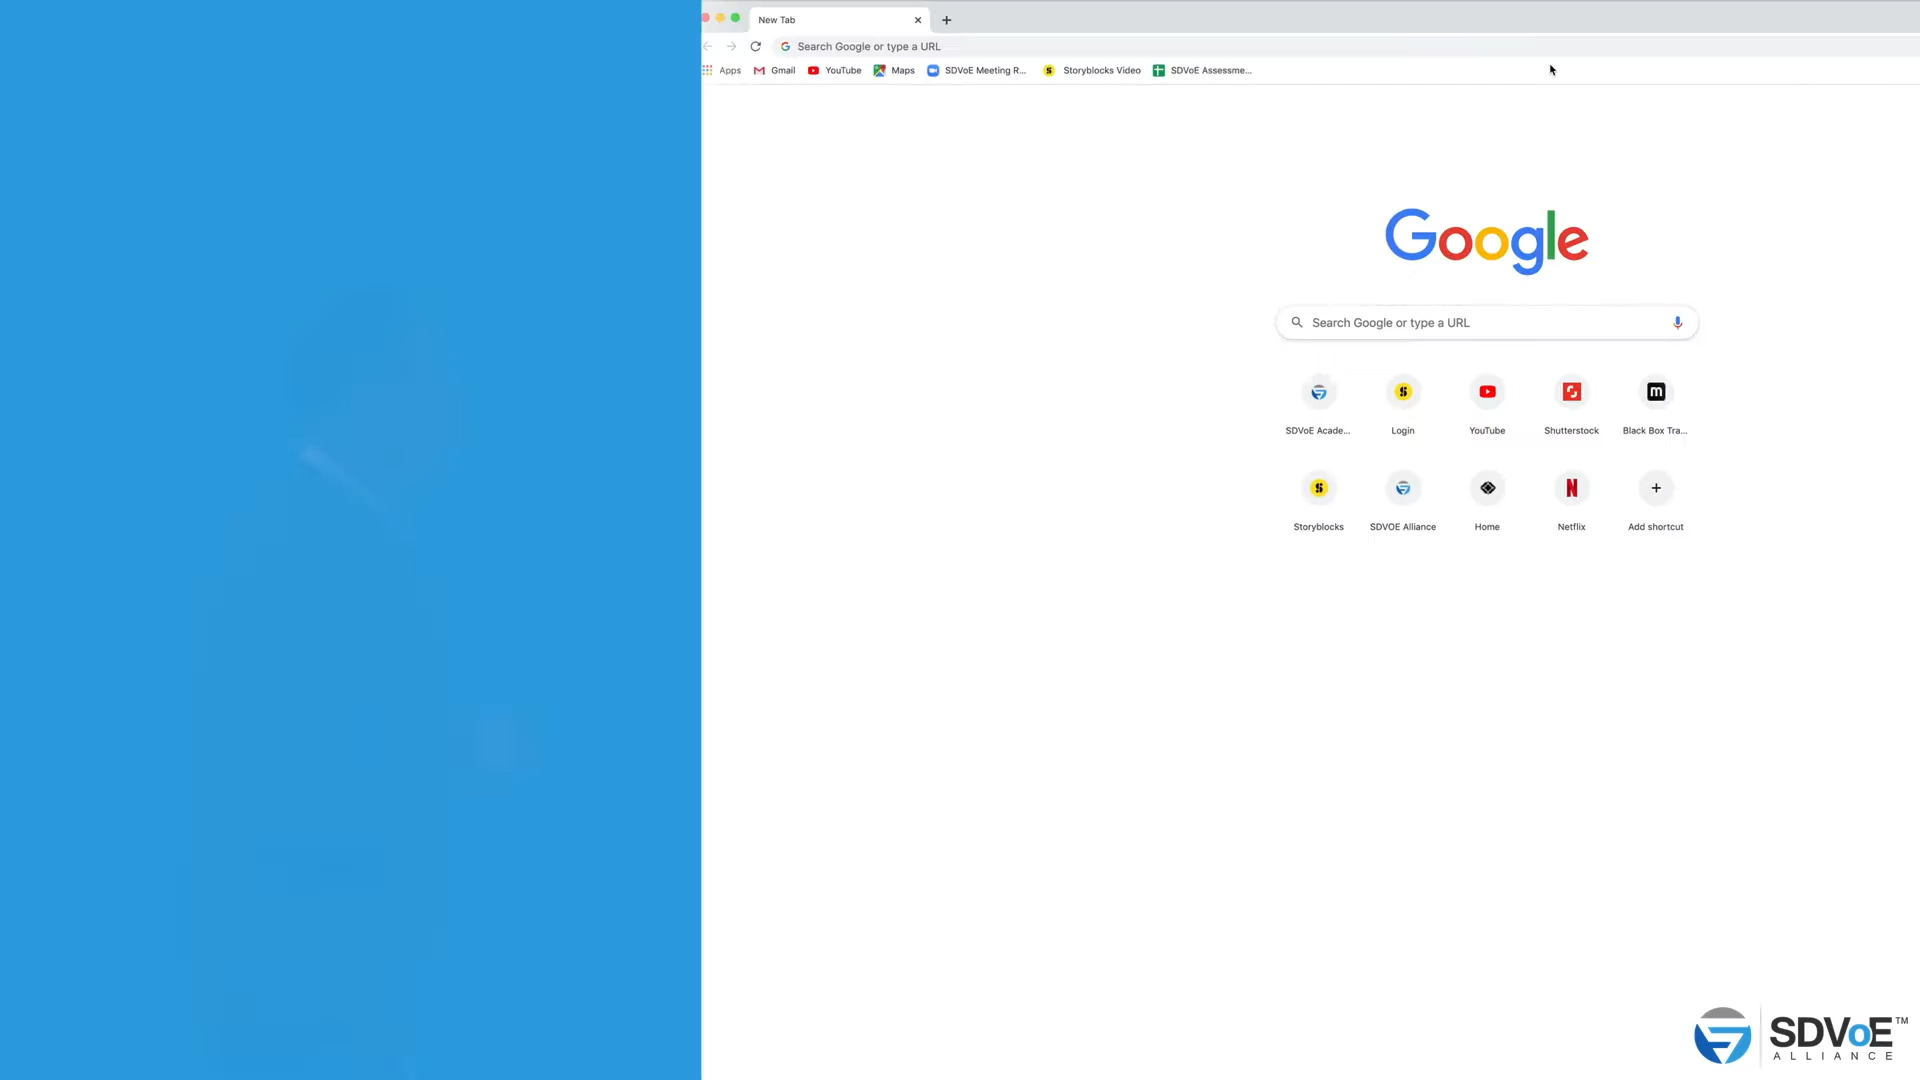 New Tab
Search Google or type a URL
Apps Gmail YouTube Maps SDVoE Meeting R... Storyblocks Video SDVoE Assessme...
Google
Search Google or type a URL
SDVoE Acade... Login YouTube Shutterstock Black Box Tra...
Storyblocks SDVOE Alliance Home Netflix Add shortcut
SDVoE™
ALLIANCE